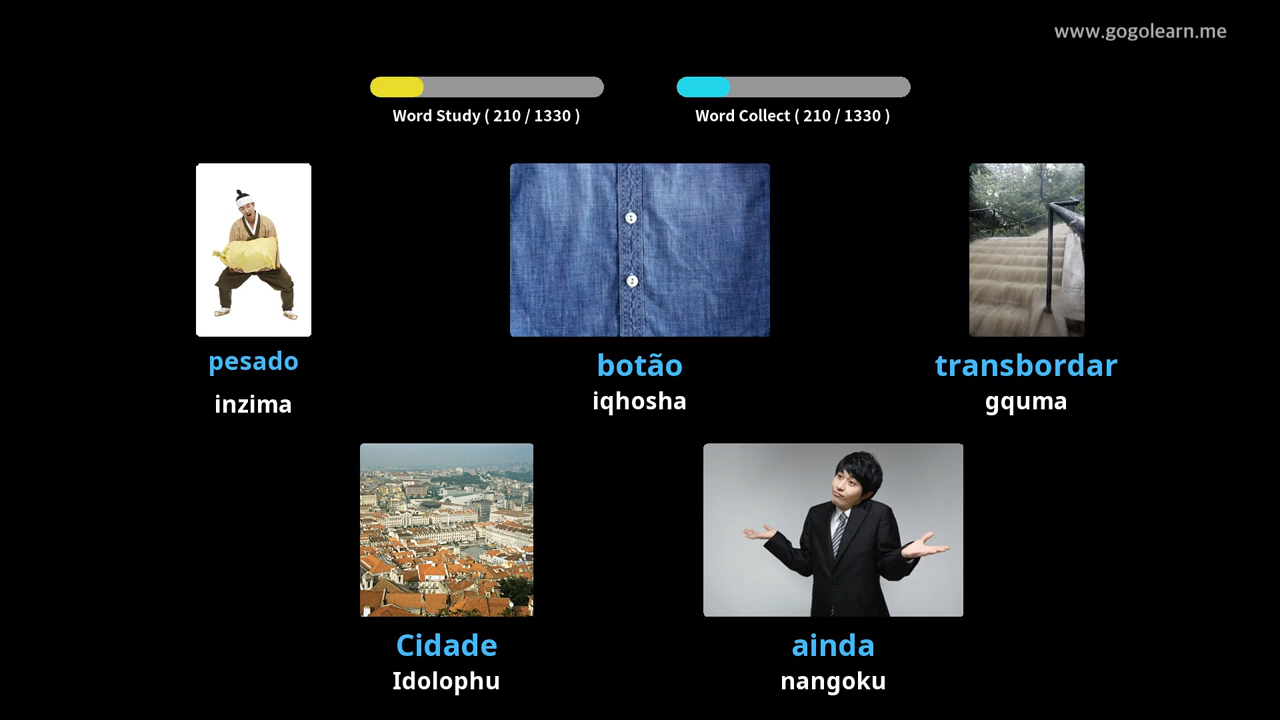 www.gogolearn.me
Word Study ( 210 / 1330 )
Word Collect ( 210 / 1330 )
pesado
inzima
botão
iqhosha
transbordar
gquma
Cidade
Idolophu
ainda
nangoku